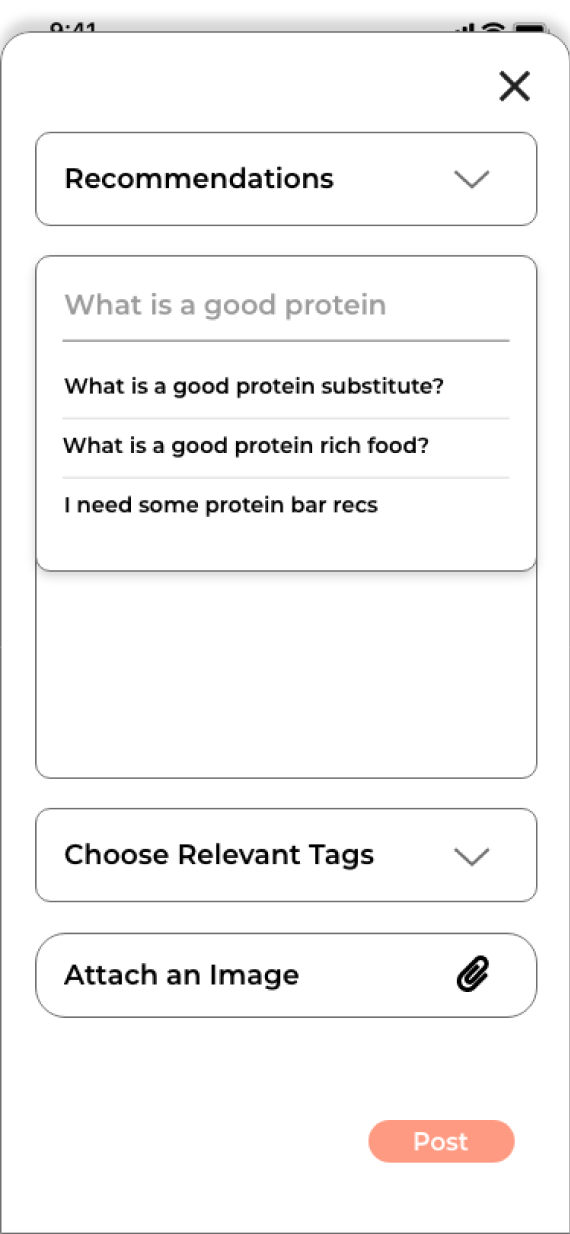 9:41
Recommendations
What is a good protein
What is a good protein substitute?
What is a good protein rich food?
I need some protein bar recs
Choose Relevant Tags
Attach an Image
Post